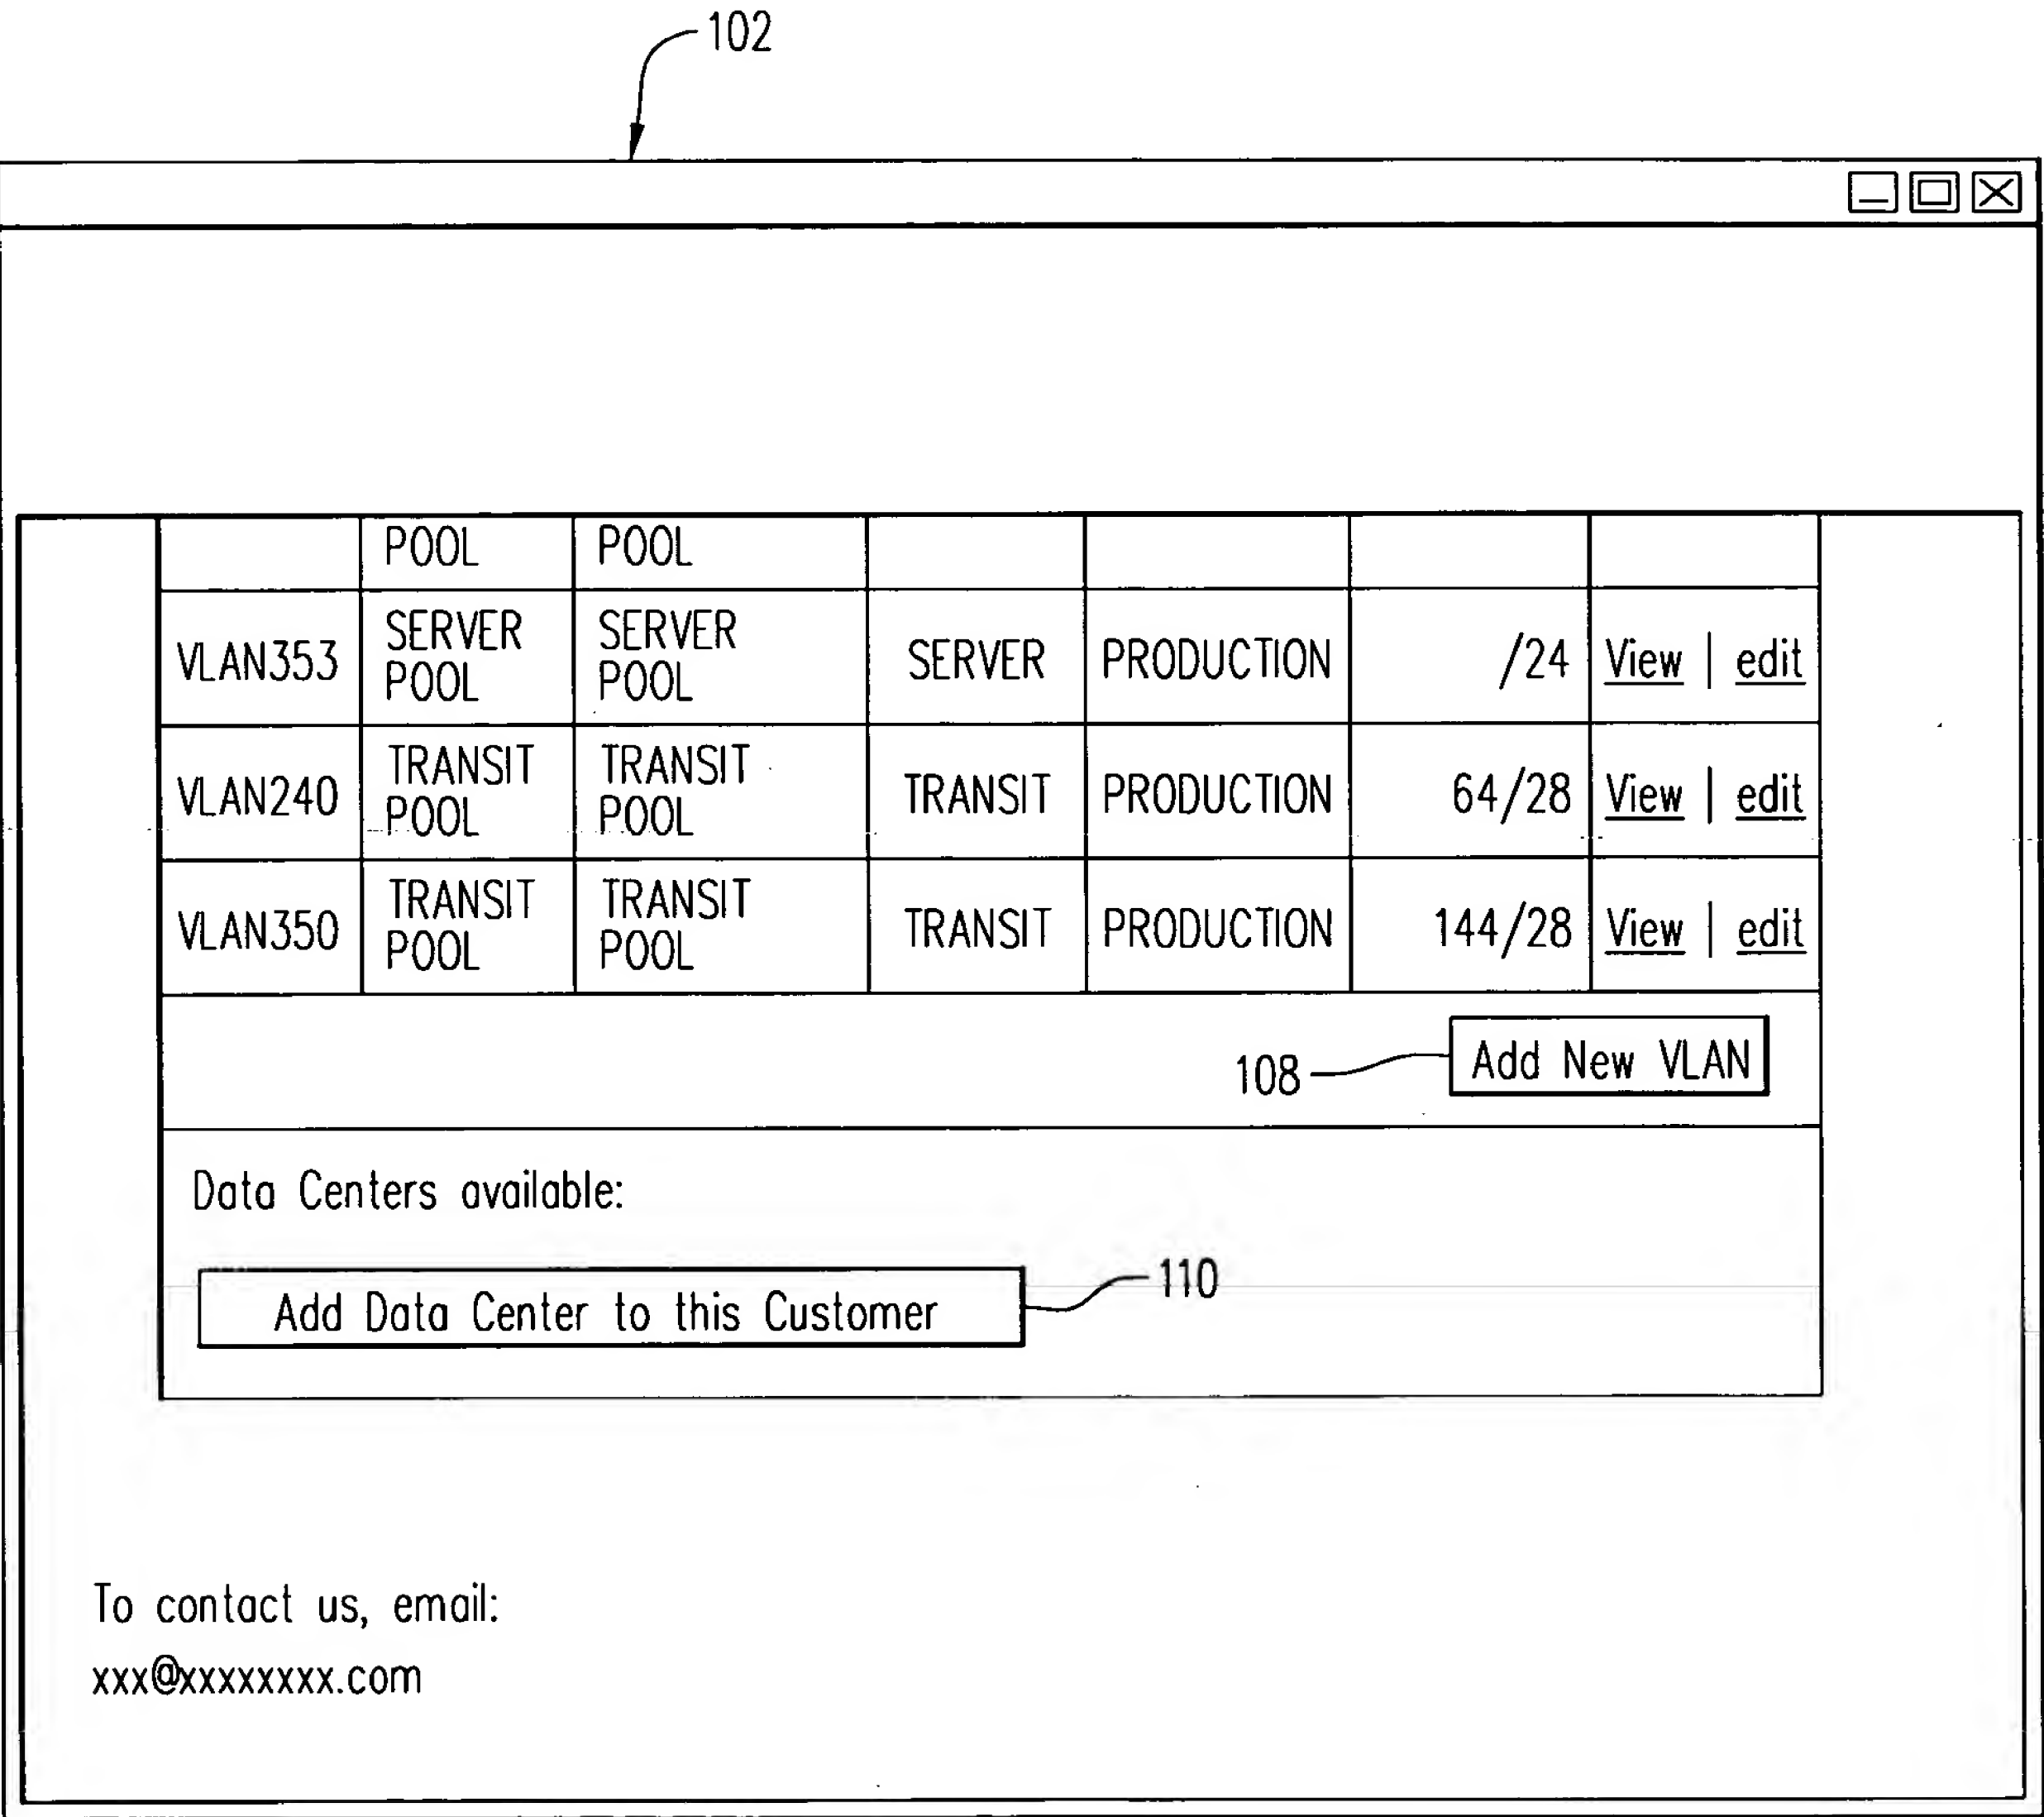 102
POOL POOL
VLAN353 SERVER POOL SERVER POOL SERVER PRODUCTION /24 View | edit
VLAN240 TRANSIT POOL TRANSIT POOL TRANSIT PRODUCTION 64/28 View | edit
VLAN350 TRANSIT POOL TRANSIT POOL TRANSIT PRODUCTION 144/28 View | edit
108 Add New VLAN
Data Centers available:
Add Data Center to this Customer 110
To contact us, email:
xxx@xxxxxxxx.com